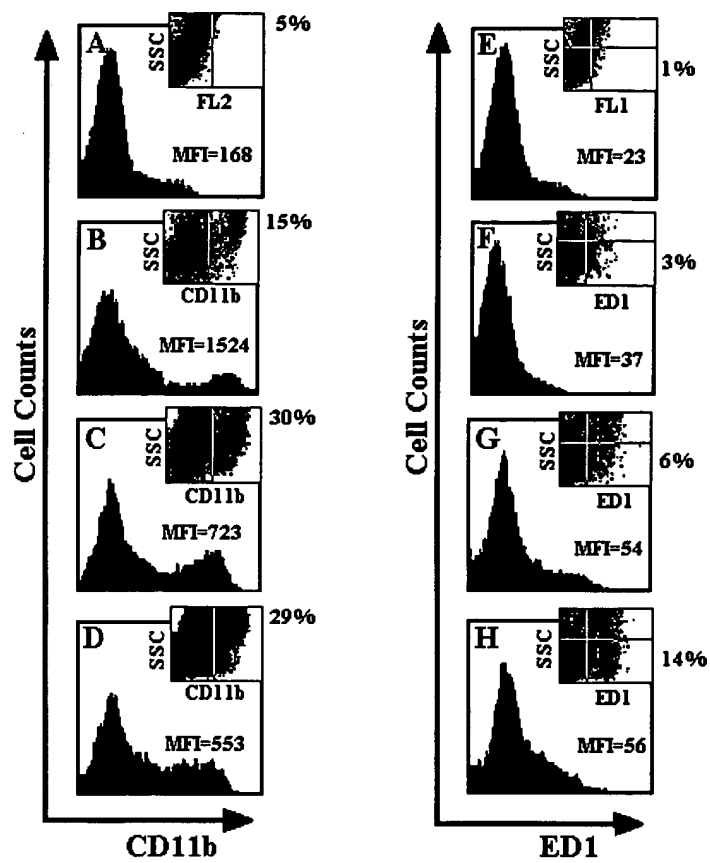 Cell Counts
A
5%
SSC
FL2
MFI=168
B
15%
SSC
CD11b
MFI=1524
C
30%
SSC
CD11b
MFI=723
D
29%
SSC
CD11b
MFI=553
CD11b
Cell Counts
E
1%
SSC
FL1
MFI=23
F
3%
SSC
ED1
MFI=37
G
6%
SSC
ED1
MFI=54
H
14%
SSC
ED1
MFI=56
ED1